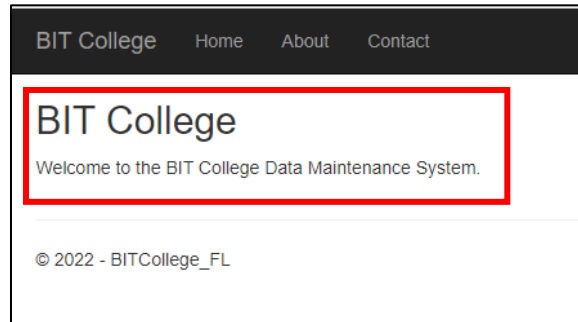 BIT College Home About Contact
BIT College
Welcome to the BIT College Data Maintenance System.
© 2022 - BITCollege_FL